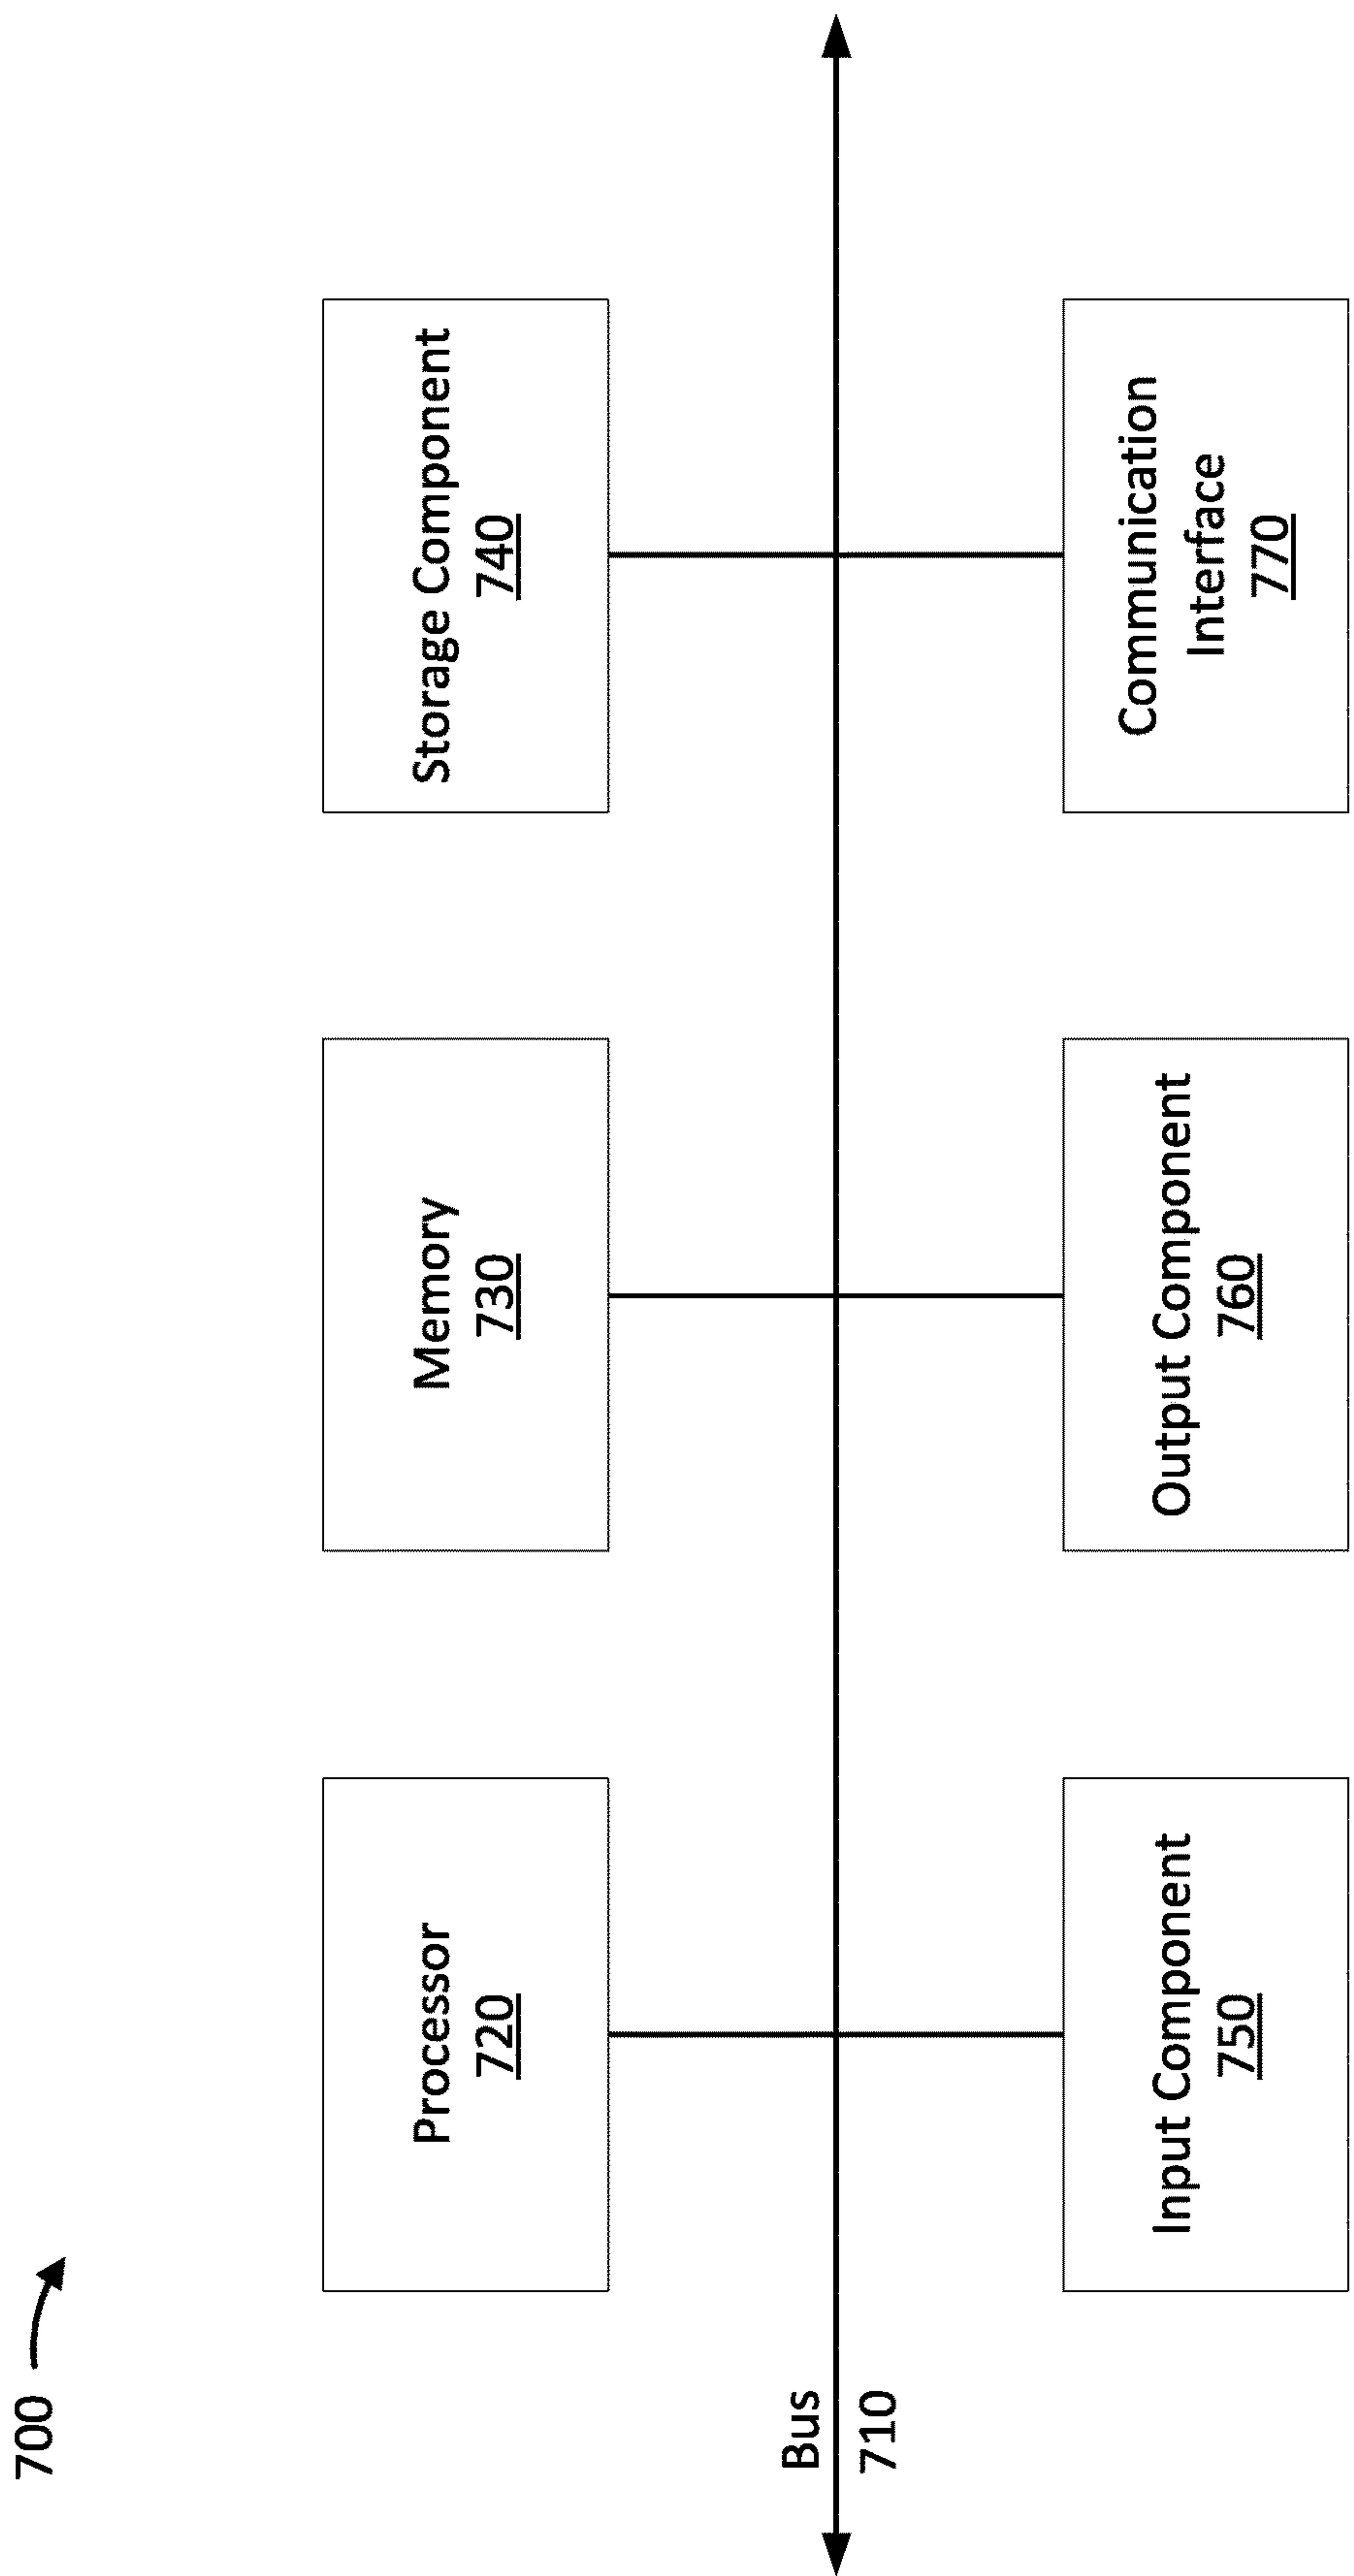 700
Processor
720
Memory
730
Storage Component
740
Bus
710
Input Component
750
Output Component
760
Communication
Interface
770